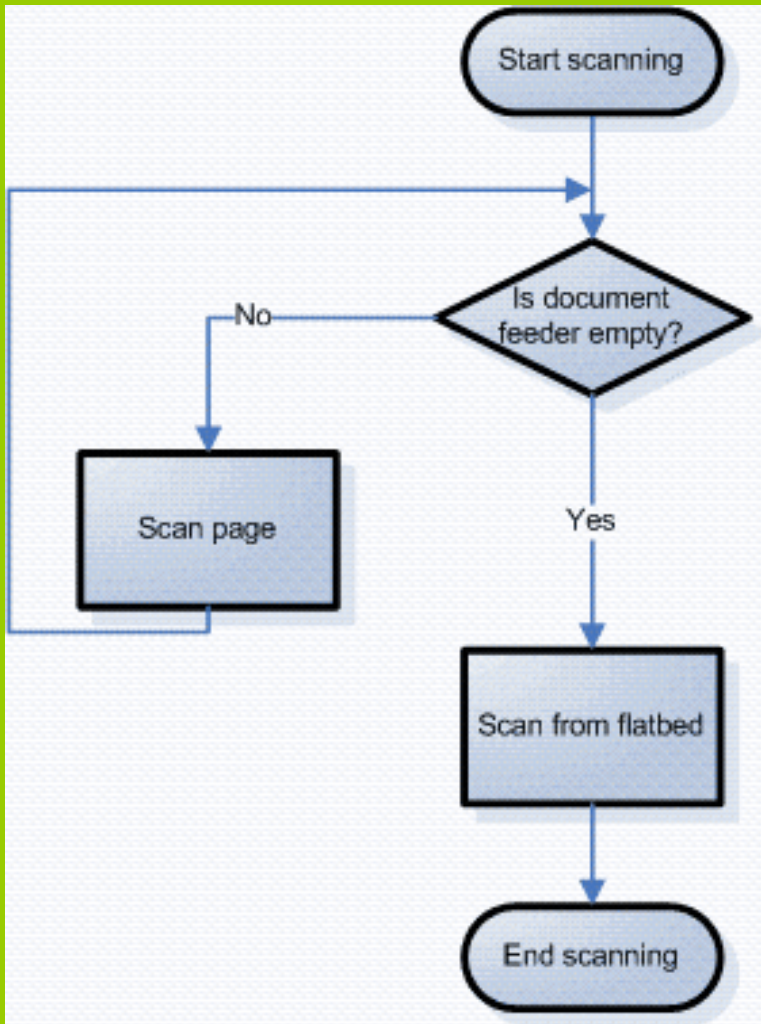 Start scanning
Is document
feeder empty?
No
Scan page
Yes
Scan from flatbed
End scanning